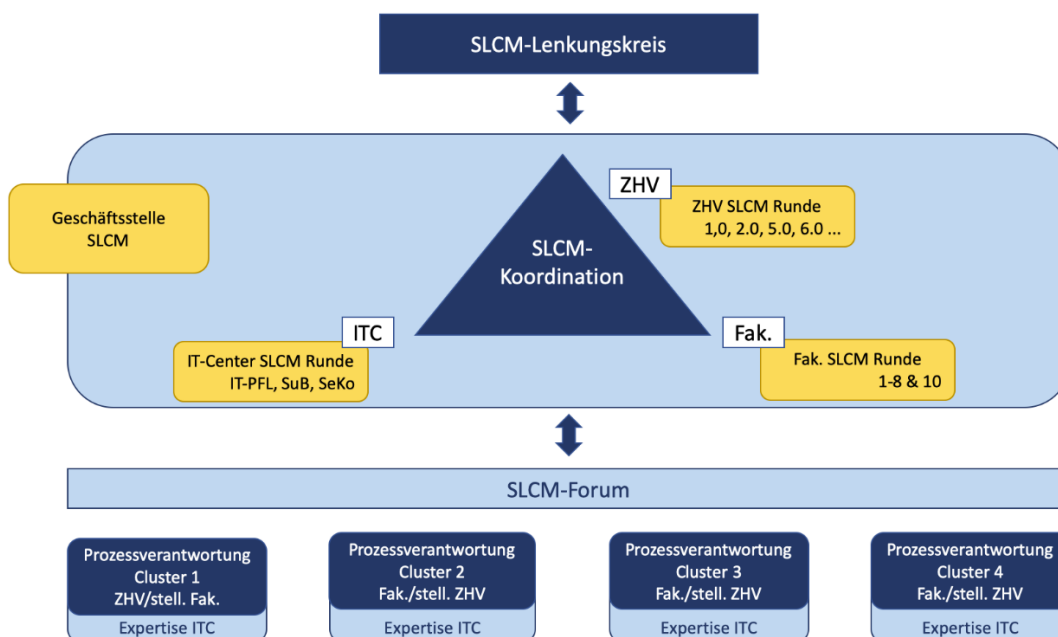 SLCM-Lenkungskreis
ZHV
Geschäftsstelle
SLCM
ZHV SLCM Runde
1,0, 2.0, 5.0, 6.0 ...
SLCM-
Koordination
ITC
Fak.
IT-Center SLCM Runde
IT-PFL, SuB, SeKo
Fak. SLCM Runde
1-8 & 10
SLCM-Forum
Prozessverantwortung
Cluster 1
ZHV/stell. Fak.
Expertise ITC
Prozessverantwortung
Cluster 2
Fak./stell. ZHV
Expertise ITC
Prozessverantwortung
Cluster 3
Fak./stell. ZHV
Expertise ITC
Prozessverantwortung
Cluster 4
Fak./stell. ZHV
Expertise ITC